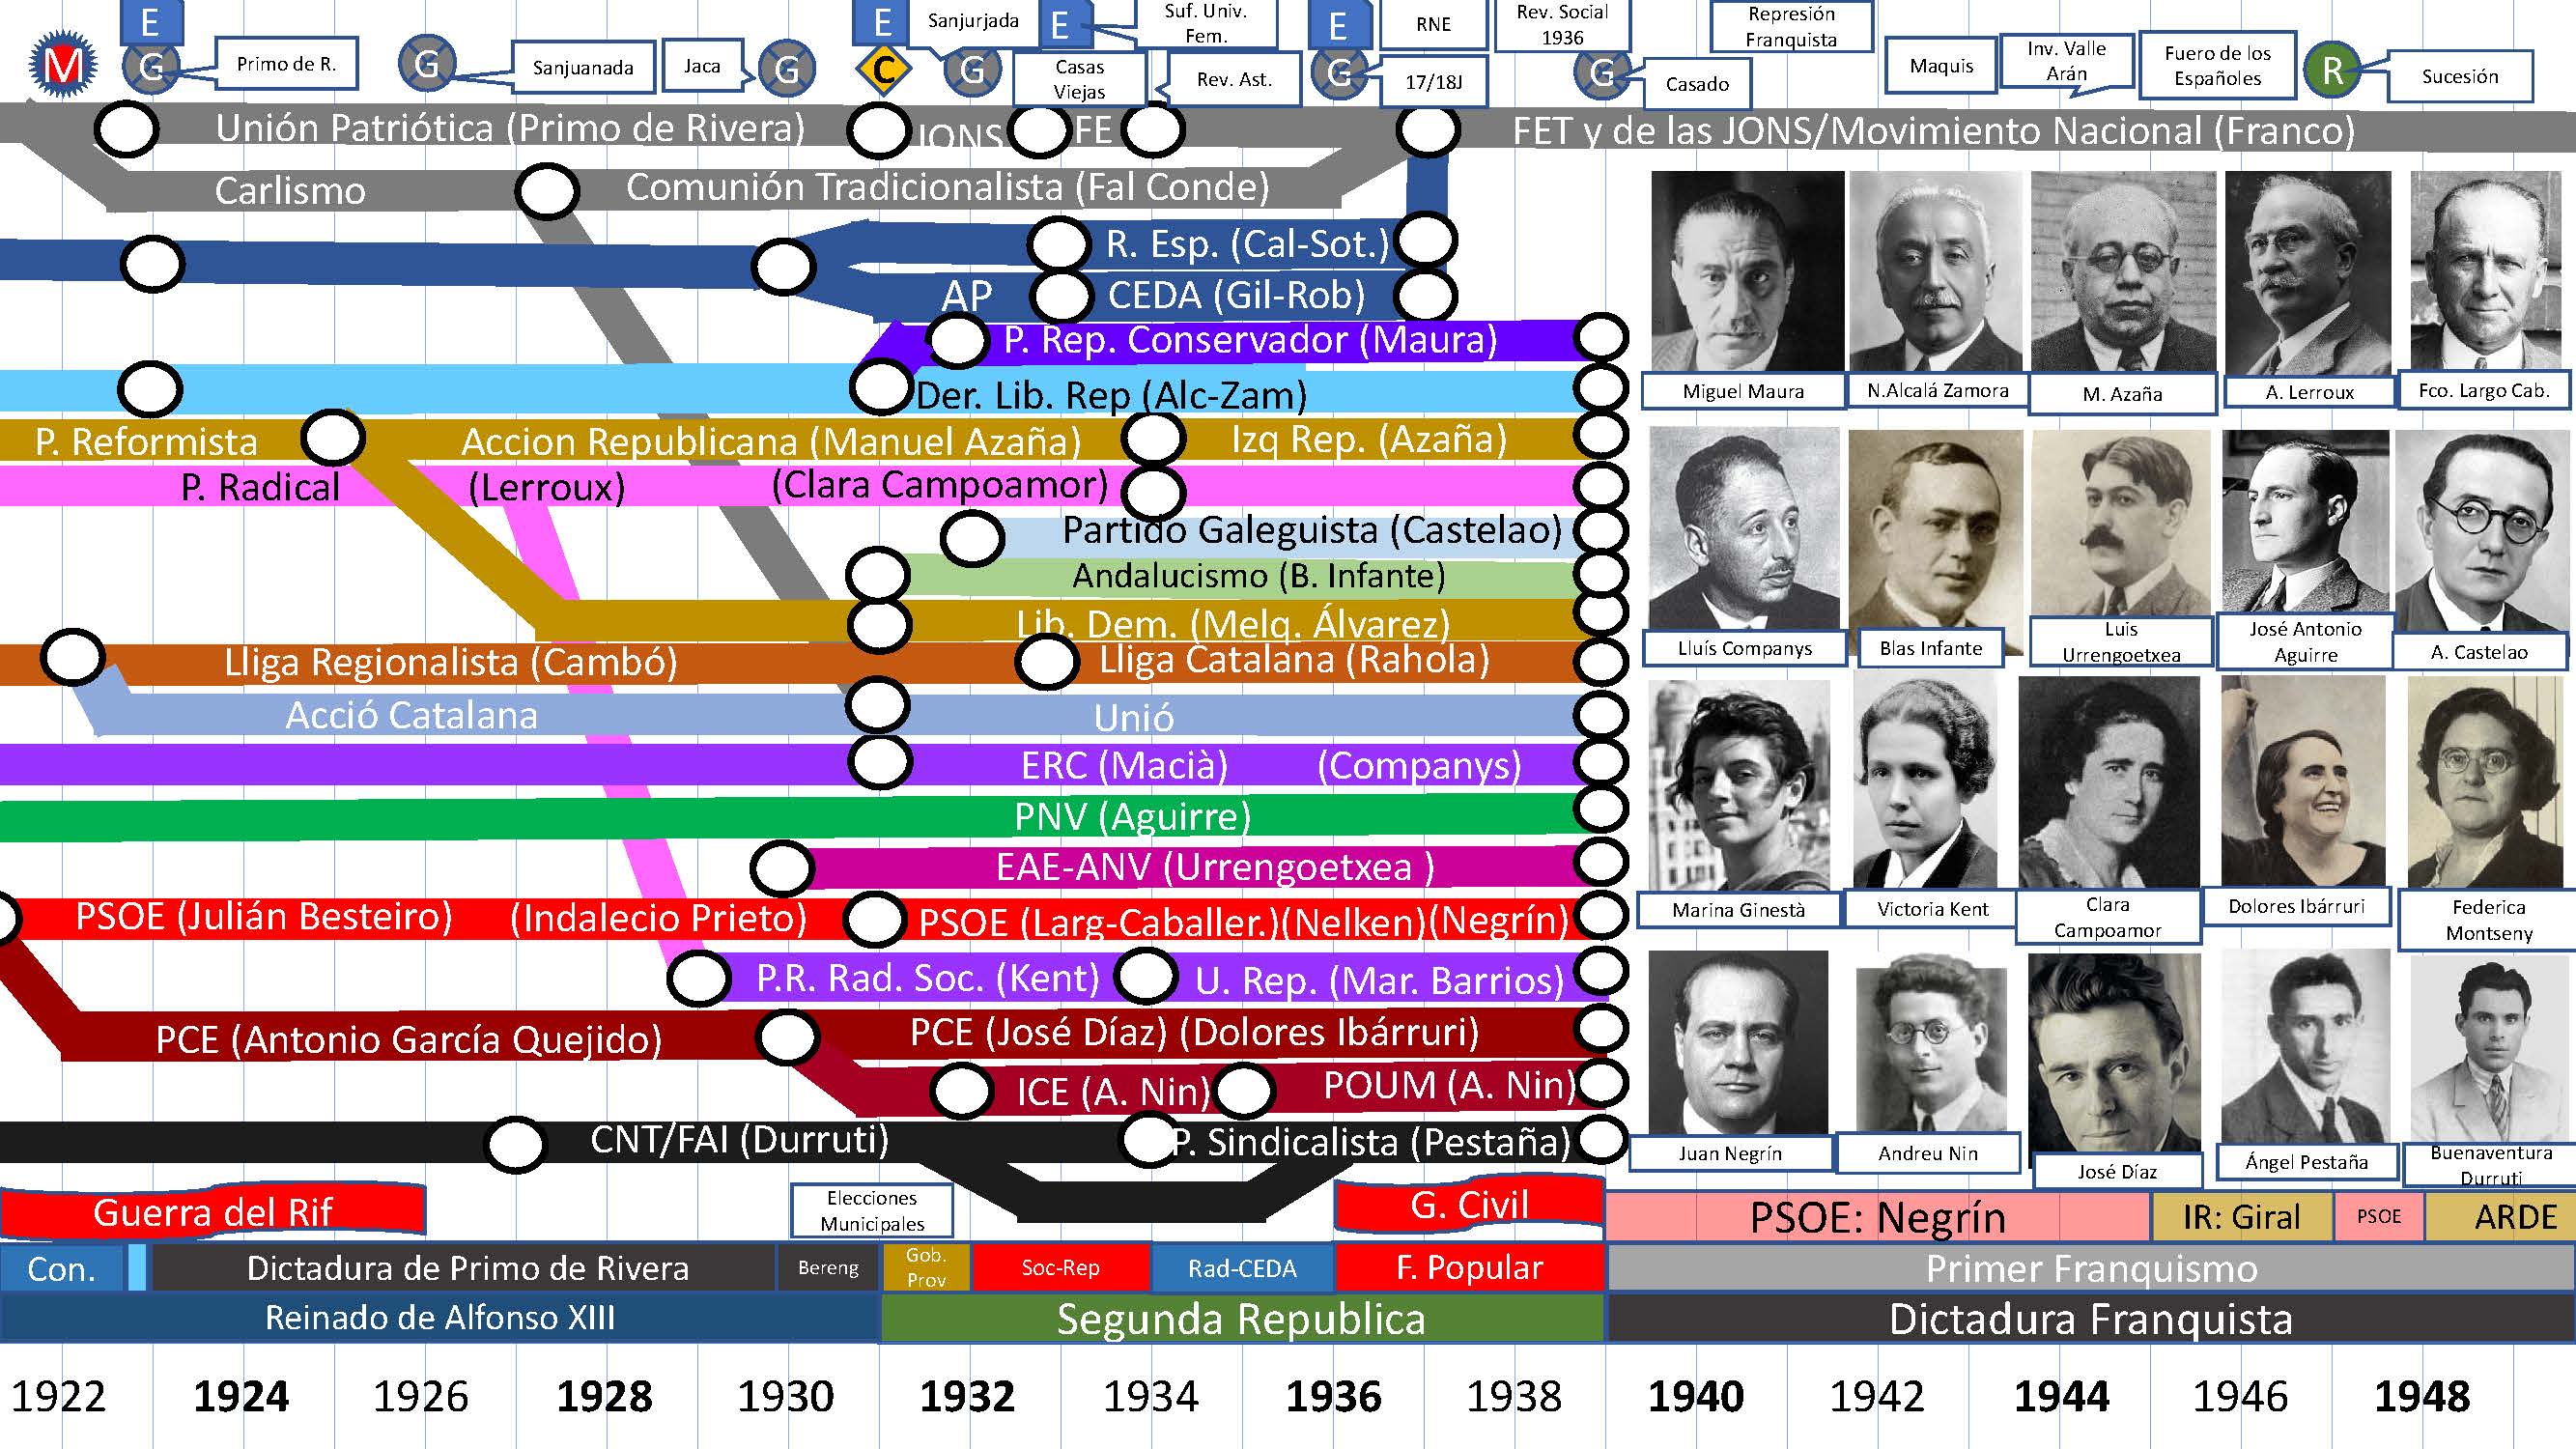 E
E
Sanjurjada
E
Suf. Univ.
Fem.
E
RNE
Rev. Social
1936
Represión
Franquista
M
G
Primo de R.
G
Sanjuanada
Jaca
G
C
G
Casas
Viejas
Rev. Ast.
G
17/18J
G
Casado
Maquis
Inv. Valle
Arán
Fuero de los
Españoles
R
Sucesión
Unión Patriótica (Primo de Rivera)
JONS
FE
FET y de las JONS/Movimiento Nacional (Franco)
Carlismo
Comunión Tradicionalista (Fal Conde)
R. Esp. (Cal-Sot.)
AP
CEDA (Gil-Rob)
P. Rep. Conservador (Maura)
Der. Lib. Rep (Alc-Zam)
Miguel Maura
N.Alcalá Zamora
M. Azaña
A. Lerroux
Fco. Largo Cab.
P. Reformista
Accion Republicana (Manuel Azaña)
Izq Rep. (Azaña)
P. Radical
(Lerroux)
(Clara Campoamor)
Partido Galeguista (Castelao)
Andalucismo (B. Infante)
Lib. Dem. (Melq. Álvarez)
Lluís Companys
Blas Infante
Luis
Urrengoetxea
José Antonio
Aguirre
A. Castelao
Lliga Regionalista (Cambó)
Lliga Catalana (Rahola)
Acció Catalana
Unió
ERC (Macià)
(Companys)
PNV (Aguirre)
EAE-ANV (Urrengoetxea )
PSOE (Julián Besteiro)
(Indalecio Prieto)
PSOE (Larg-Caballer.)(Nelken)(Negrín)
Marina Ginestà
Victoria Kent
Clara
Campoamor
Dolores Ibárruri
Federica
Montseny
P.R. Rad. Soc. (Kent)
U. Rep. (Mar. Barrios)
PCE (Antonio García Quejido)
PCE (José Díaz) (Dolores Ibárruri)
ICE (A. Nin)
POUM (A. Nin)
CNT/FAI (Durruti)
P. Sindicalista (Pestaña)
Juan Negrín
Andreu Nin
José Díaz
Ángel Pestaña
Buenaventura
Durruti
Guerra del Rif
Elecciones
Municipales
G. Civil
PSOE: Negrín
IR: Giral
PSOE
ARDE
Con.
Dictadura de Primo de Rivera
Bereng
Gob.
Prov
Soc-Rep
Rad-CEDA
F. Popular
Primer Franquismo
Reinado de Alfonso XIII
Segunda Republica
Dictadura Franquista
1922
1924
1926
1928
1930
1932
1934
1936
1938
1940
1942
1944
1946
1948